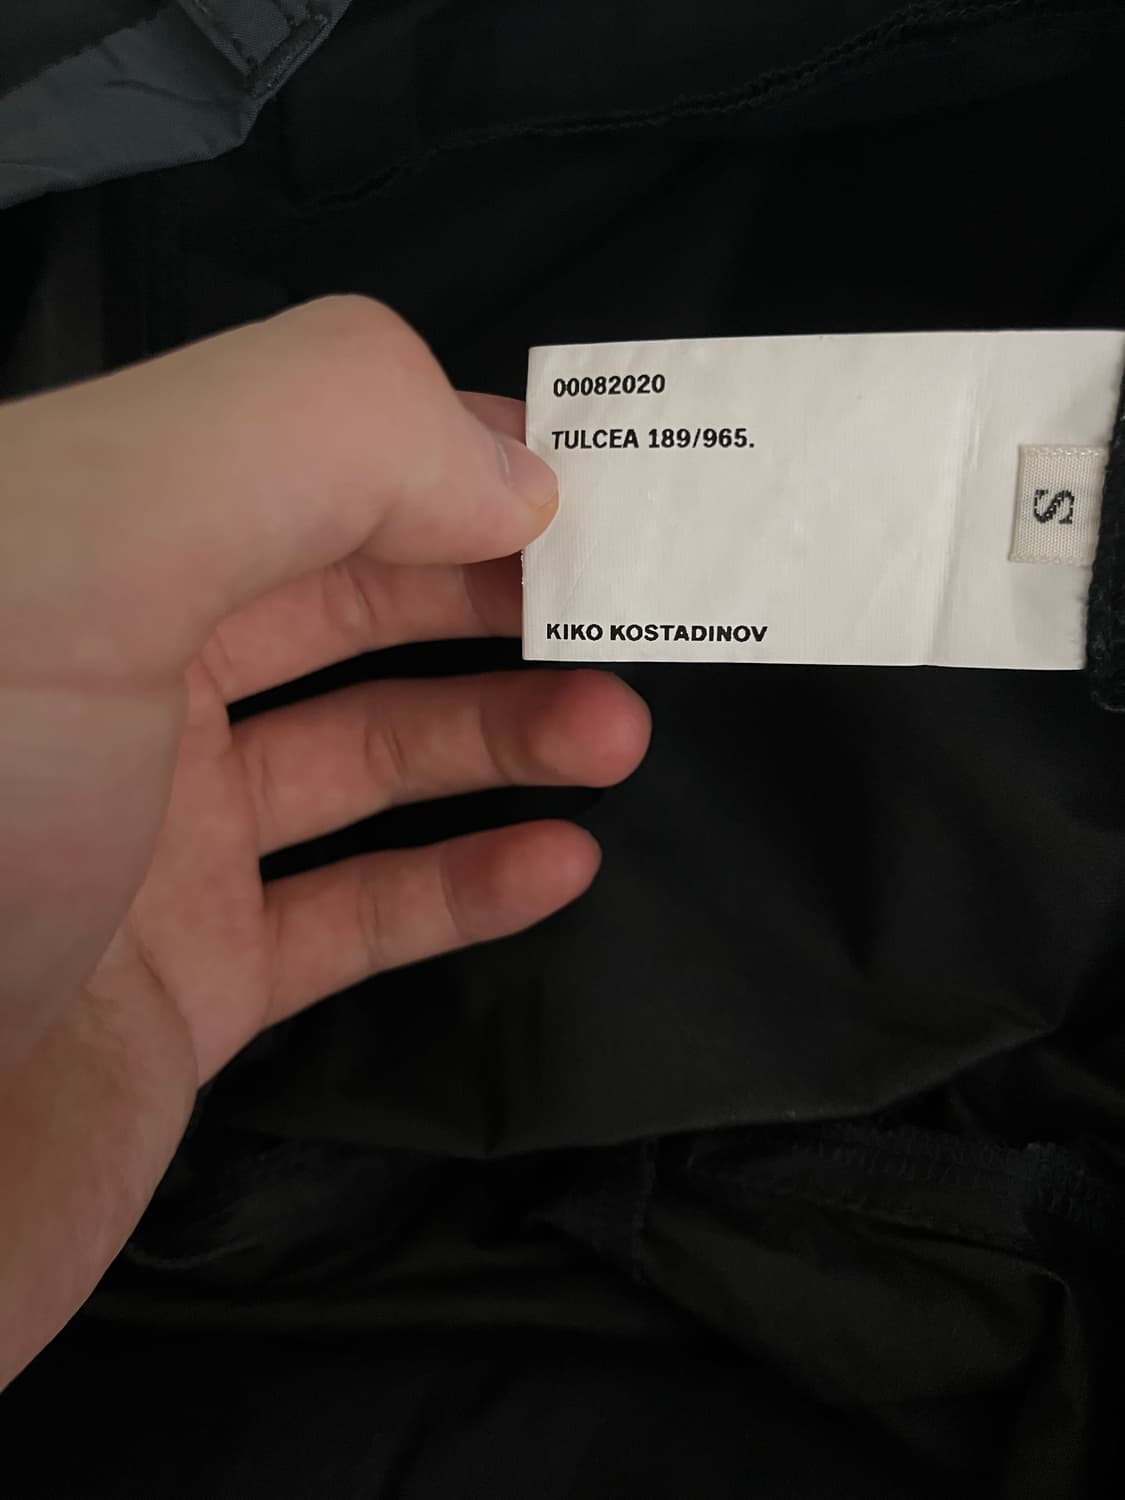 00082020
TULCEA 189/965.
S
KIKO KOSTADINOV